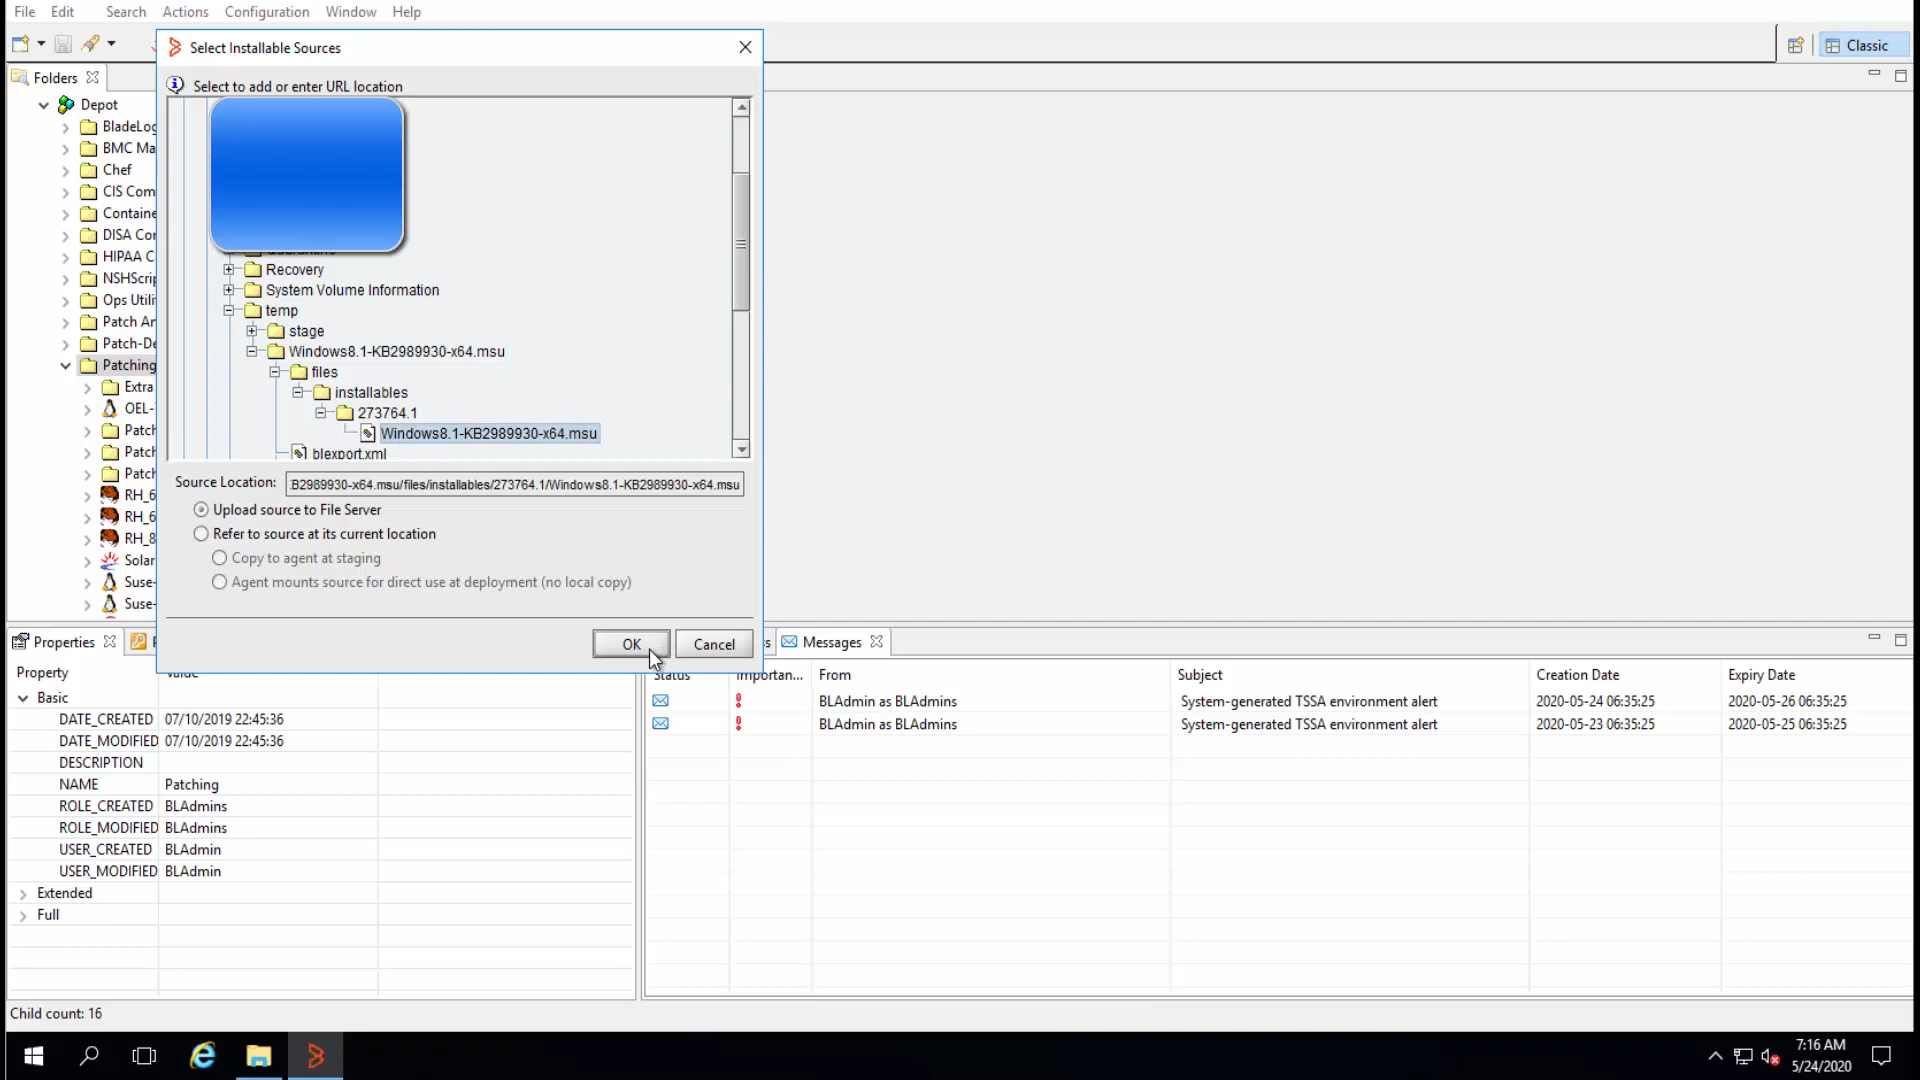 File Edit Search Actions Configuration Window Help
Select Installable Sources
Classic
Folders
Select to add or enter URL location
Depot
BladeLog
BMC Ma
Chef
CIS Com
Containe
DISA Cor
HIPAA C
NSHScrip
Ops Utili
Patch An
Patch-De
Patching
Extra
OEL-
Patch
Patch
Patch
RH_6
RH_6
RH_8
Solar
Suse-
Suse-
Recovery
System Volume Information
temp
stage
Windows8.1-KB2989930-x64.msu
files
installables
273764.1
Windows8.1-KB2989930-x64.msu
blexport.xml
Source Location: B2989930-x64.msu/files/installables/273764.1/Windows8.1-KB2989930-x64.msu
Upload source to File Server
Refer to source at its current location
Copy to agent at staging
Agent mounts source for direct use at deployment (no local copy)
OK Cancel
Properties
Property Value
Basic
DATE_CREATED 07/10/2019 22:45:36
DATE_MODIFIED 07/10/2019 22:45:36
DESCRIPTION
NAME Patching
ROLE_CREATED BLAdmins
ROLE_MODIFIED BLAdmins
USER_CREATED BLAdmin
USER_MODIFIED BLAdmin
Extended
Full
Messages
Status Importan... From Subject Creation Date Expiry Date
BLAdmin as BLAdmins System-generated TSSA environment alert 2020-05-24 06:35:25 2020-05-26 06:35:25
BLAdmin as BLAdmins System-generated TSSA environment alert 2020-05-23 06:35:25 2020-05-25 06:35:25
Child count: 16
7:16 AM
5/24/2020